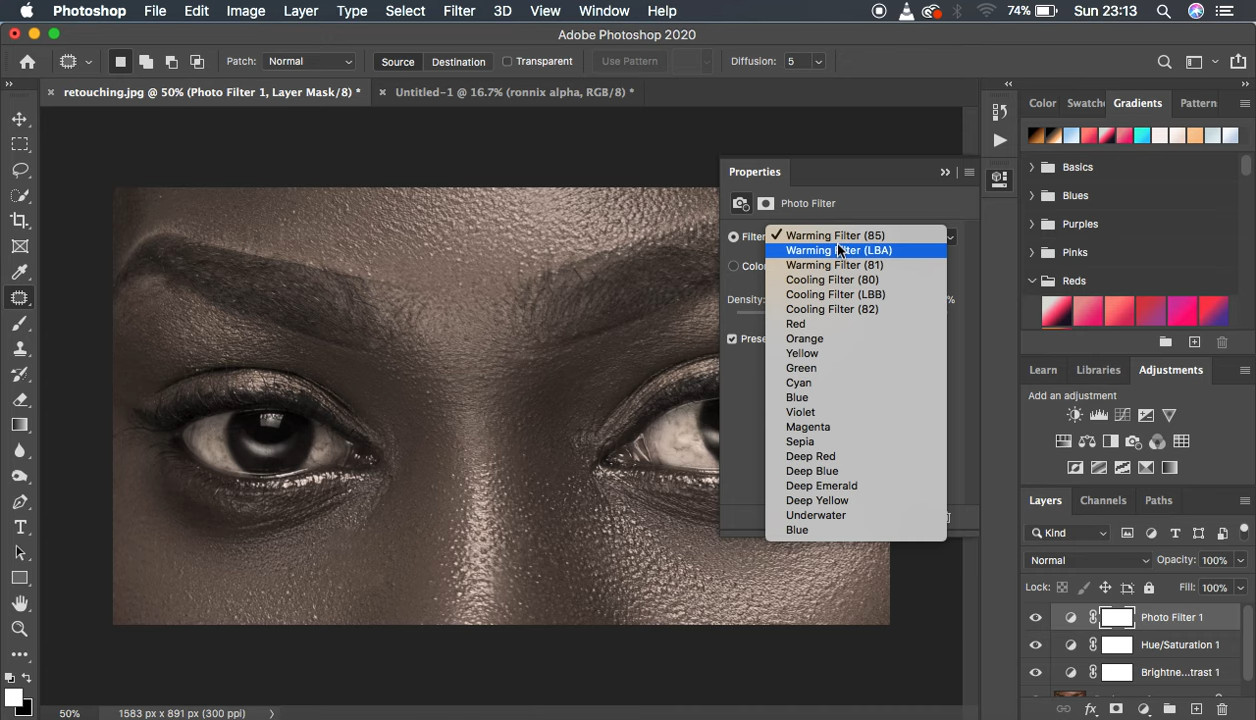 Photoshop File Edit Image Layer Type Select Filter 3D View Window Help 74% Sun 23:13
Adobe Photoshop 2020
Patch: Normal Source Destination Transparent Use Pattern Diffusion: 5
retouching.jpg @ 50% (Photo Filter 1, Layer Mask/8) * Untitled-1 @ 16.7% (ronnix alpha, RGB/8) *
Color Swatche Gradients Pattern
Basics
Blues
Purples
Pinks
Reds
Properties
Photo Filter
Filter
Warming Filter (85)
Warming Filter (LBA)
Warming Filter (81)
Cooling Filter (80)
Cooling Filter (LBB)
Cooling Filter (82)
Red
Orange
Yellow
Green
Cyan
Blue
Violet
Magenta
Sepia
Deep Red
Deep Blue
Deep Emerald
Deep Yellow
Underwater
Blue
Colo
Density: %
Prese
Learn Libraries Adjustments
Add an adjustment
Layers Channels Paths
Kind
Normal Opacity: 100%
Lock: Fill: 100%
Photo Filter 1
Hue/Saturation 1
Brightne...trast 1
50% 1583 px x 891 px (300 ppi)